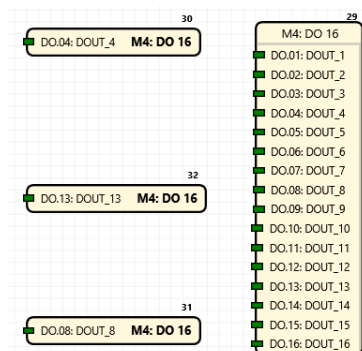 30
DO.04: DOUT_4 M4: DO 16
32
DO.13: DOUT_13 M4: DO 16
31
DO.08: DOUT_8 M4: DO 16
29
M4: DO 16
DO.01: DOUT_1
DO.02: DOUT_2
DO.03: DOUT_3
DO.04: DOUT_4
DO.05: DOUT_5
DO.06: DOUT_6
DO.07: DOUT_7
DO.08: DOUT_8
DO.09: DOUT_9
DO.10: DOUT_10
DO.11: DOUT_11
DO.12: DOUT_12
DO.13: DOUT_13
DO.14: DOUT_14
DO.15: DOUT_15
DO.16: DOUT_16